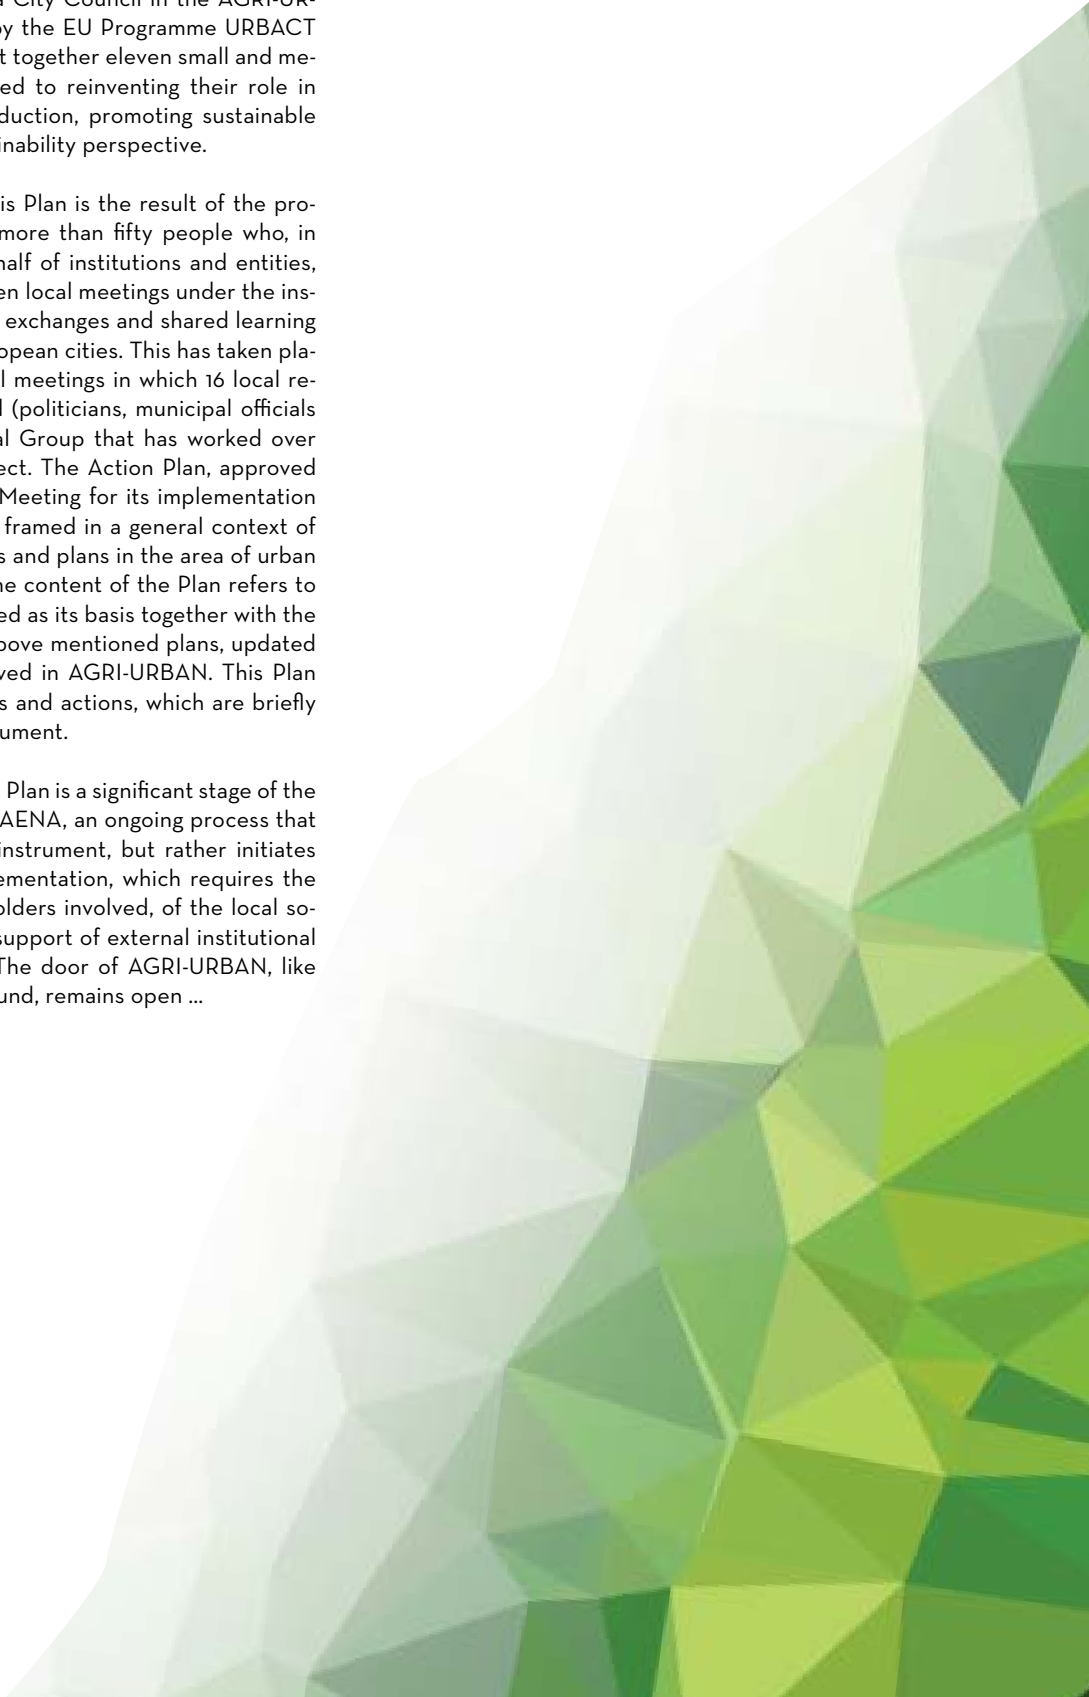 City Council in the AGRI-UR-
by the EU Programme URBACT
t together eleven small and me-
ed to reinventing their role in
duction, promoting sustainable
inability perspective.
is Plan is the result of the pro-
more than fifty people who, in
half of institutions and entities,
en local meetings under the ins-
exchanges and shared learning
opean cities. This has taken pla-
l meetings in which 16 local re-
l (politicians, municipal officials
al Group that has worked over
ect. The Action Plan, approved
Meeting for its implementation
framed in a general context of
s and plans in the area of urban
he content of the Plan refers to
ed as its basis together with the
bove mentioned plans, updated
ved in AGRI-URBAN. This Plan
s and actions, which are briefly
ument.
Plan is a significant stage of the
AENA, an ongoing process that
instrument, but rather initiates
ementation, which requires the
olders involved, of the local so-
support of external institutional
The door of AGRI-URBAN, like
und, remains open ...